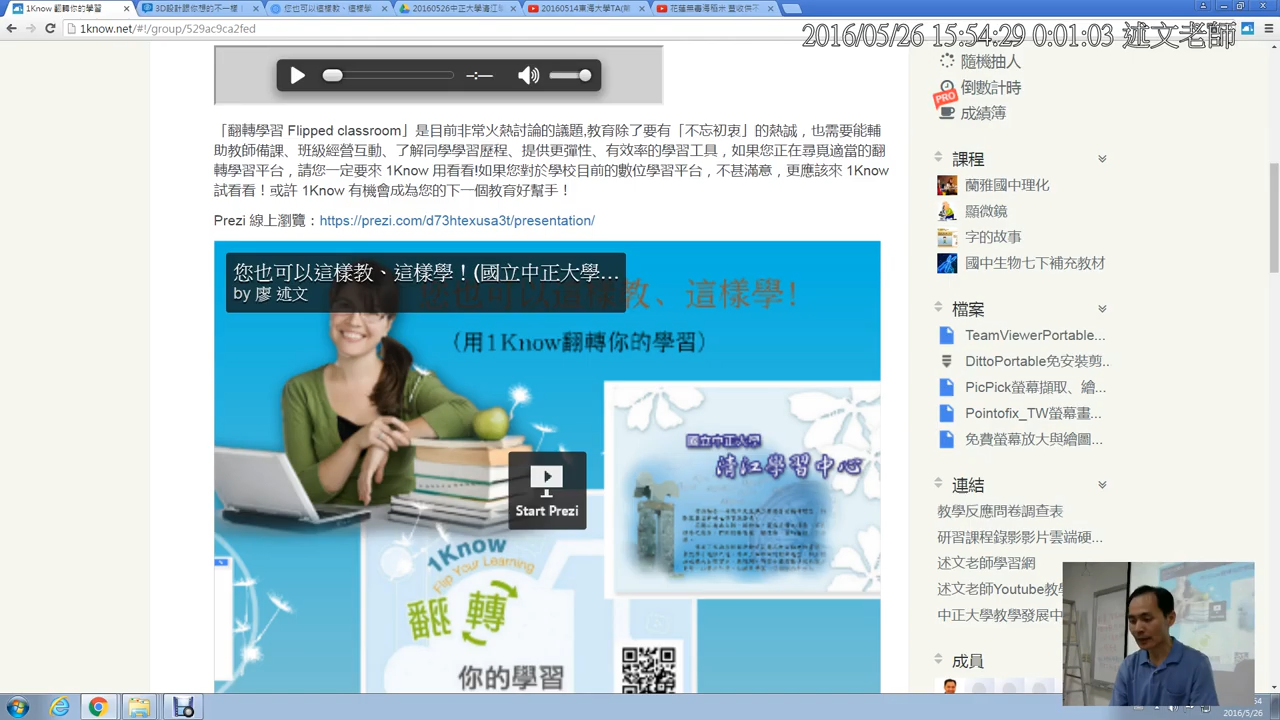 1Know 翻轉你的學習
3D設計跟你想的不一樣!
您也可以這樣教、這樣學
20160526中正大學清江
20160514東海大學TA(
花蓮無毒淨稻米
1know.net/#!/group/529ac9ca2fed
2016/05/26 15:54:29 0:01:03 述文老師
「翻轉學習 Flipped classroom」是目前非常火熱討論的議題,教育除了要有「不忘初衷」的熱誠，也需要能輔
助教師備課、班級經營互動、了解同學學習歷程、提供更彈性、有效率的學習工具，如果您正在尋覓適當的翻
轉學習平台，請您一定要來 1Know 用看看!如果您對於學校目前的數位學習平台，不甚滿意，更應該來 1Know
試看看！或許 1Know 有機會成為您的下一個教育好幫手！
Prezi 線上瀏覽：https://prezi.com/d73htexusa3t/presentation/
您也可以這樣教、這樣學！(國立中正大學…
by 廖 述文
教、這樣學!
(用1Know翻轉你的學習)
國立中正大學
清江學習中心
Start Prezi
1Know
Flip Your Learning
翻轉
你的學習
隨機抽人
PRO
倒數計時
成績簿
課程
蘭雅國中理化
顯微鏡
字的故事
國中生物七下補充教材
檔案
TeamViewerPortable...
DittoPortable免安裝剪..
PicPick螢幕擷取、繪...
Pointofix_TW螢幕畫...
免費螢幕放大與繪圖...
連結
教學反應問卷調查表
研習課程錄影影片雲端硬...
述文老師學習網
述文老師Youtube教
中正大學教學發展中
成員
2016/5/26